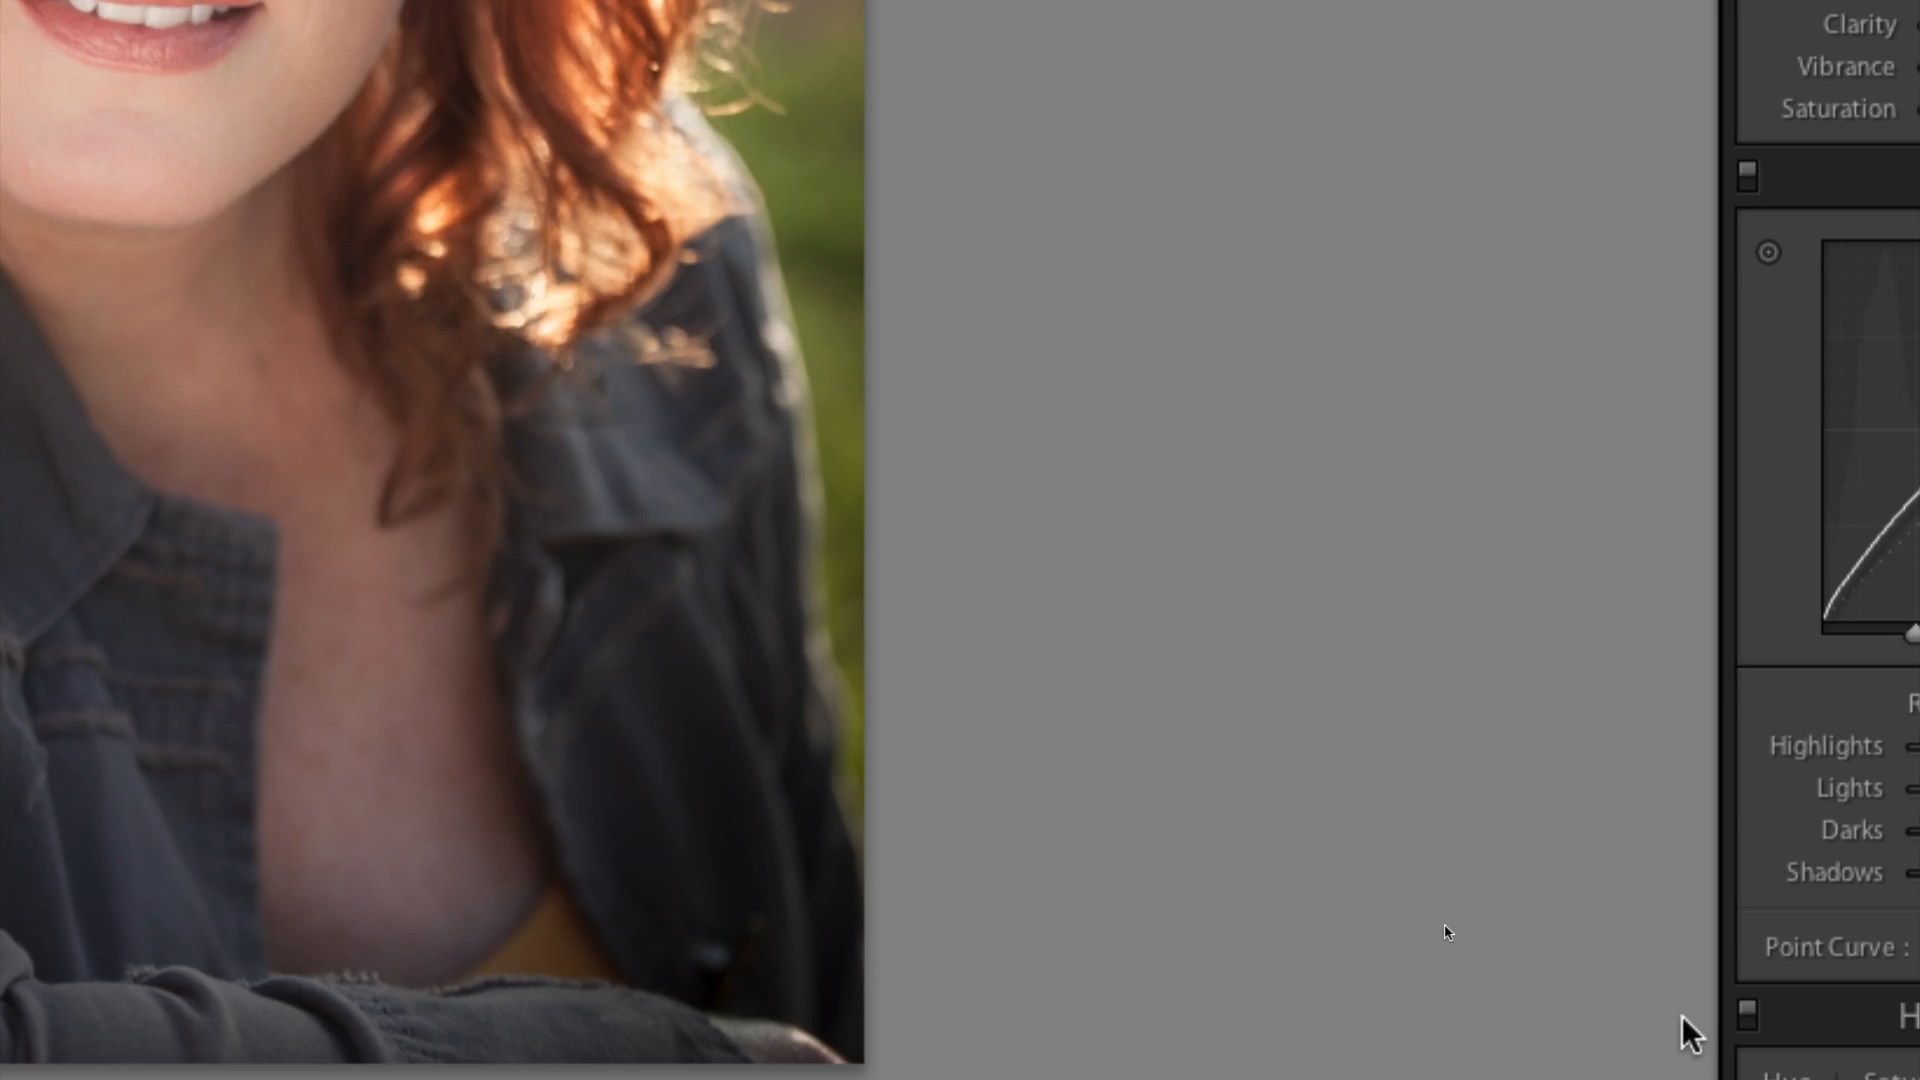 Clarity
Vibrance
Saturation
Highlights
Lights
Darks
Shadows
Point Curve :